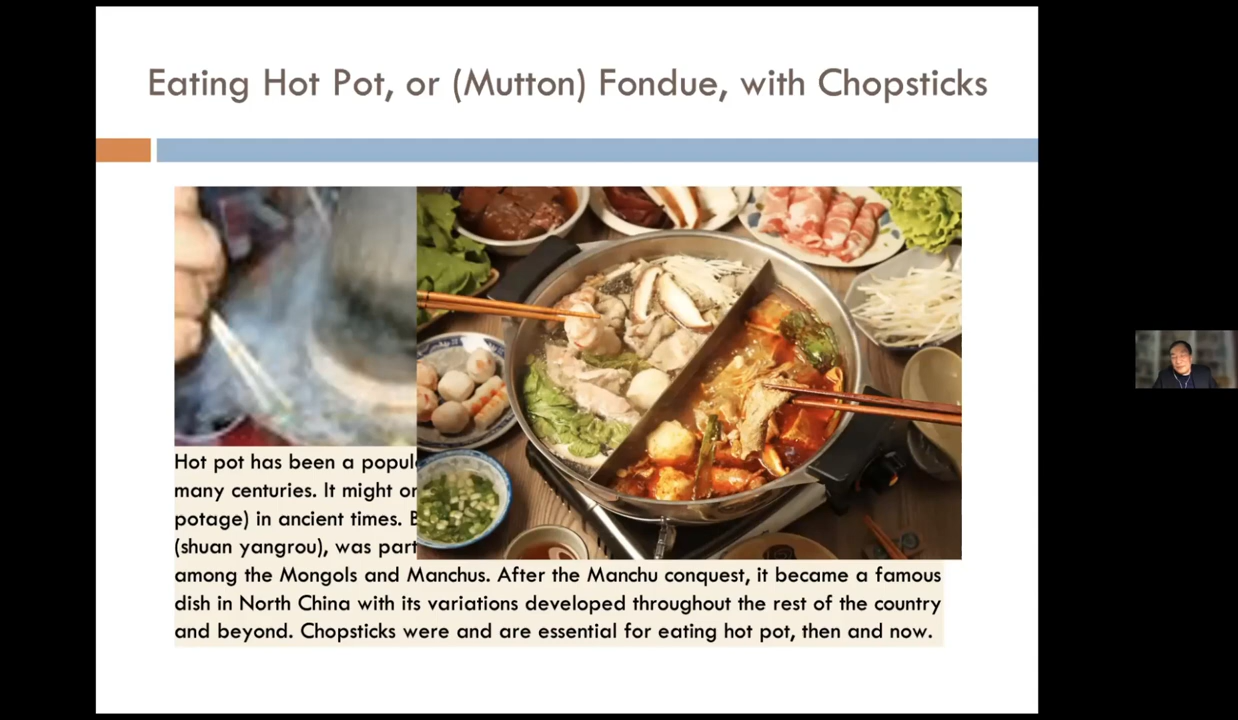 Eating Hot Pot, or (Mutton) Fondue, with Chopsticks
Hot pot has been a
many centuries. It might
potage) in ancient times.
(shuan yangrou), was
among the Mongols and Manchus. After the Manchu conquest, it became a famous
dish in North China with its variations developed throughout the rest of the country
and beyond. Chopsticks were and are essential for eating hot pot, then and now.